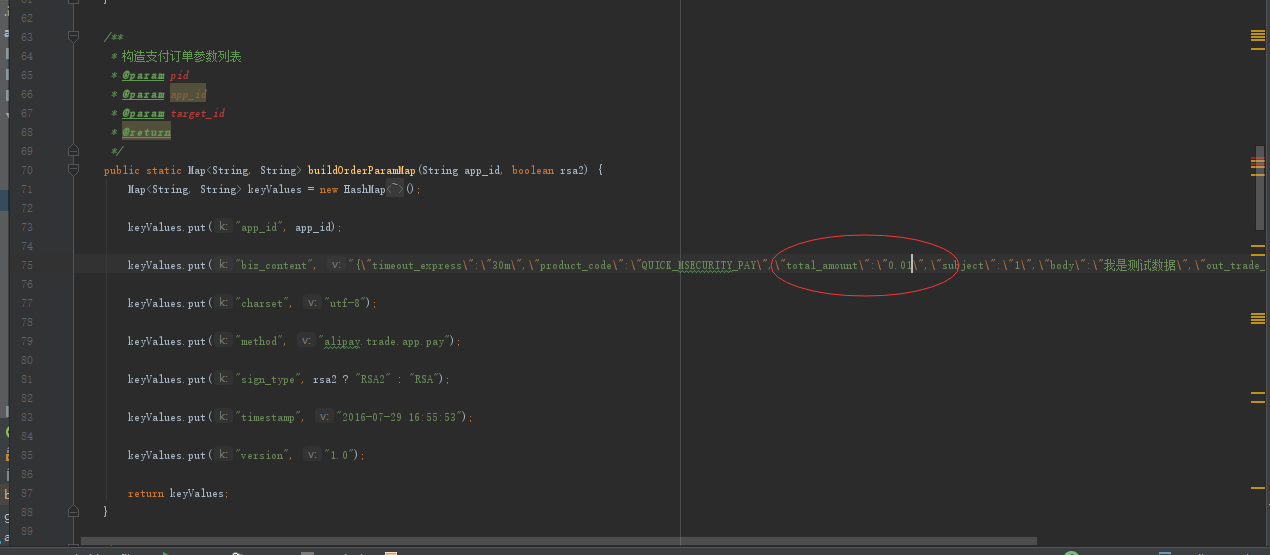 62
63 /**
64 * 构造支付订单参数列表
65 * @param pid
66 * @param app_id
67 * @param target_id
68 * @return
69 */
70 public static Map<String, String> buildOrderParamMap(String app_id, boolean rsa2) {
71 Map<String, String> keyValues = new HashMap<~>();
72
73 keyValues.put( k: "app_id", app_id);
74
75 keyValues.put( k: "biz_content", v: "{\"timeout_express\":\"30m\",\"product_code\":\"QUICK_MSECURITY_PAY\",\"total_amount\":\"0.01\",\"subject\":\"1\",\"body\":\"我是测试数据\",\"out_trade_
76
77 keyValues.put( k: "charset", v: "utf-8");
78
79 keyValues.put( k: "method", v: "alipay.trade.app.pay");
80
81 keyValues.put( k: "sign_type", rsa2 ? "RSA2" : "RSA");
82
83 keyValues.put( k: "timestamp", v: "2016-07-29 16:55:53");
84
85 keyValues.put( k: "version", v: "1.0");
86
87 return keyValues;
88 }
89